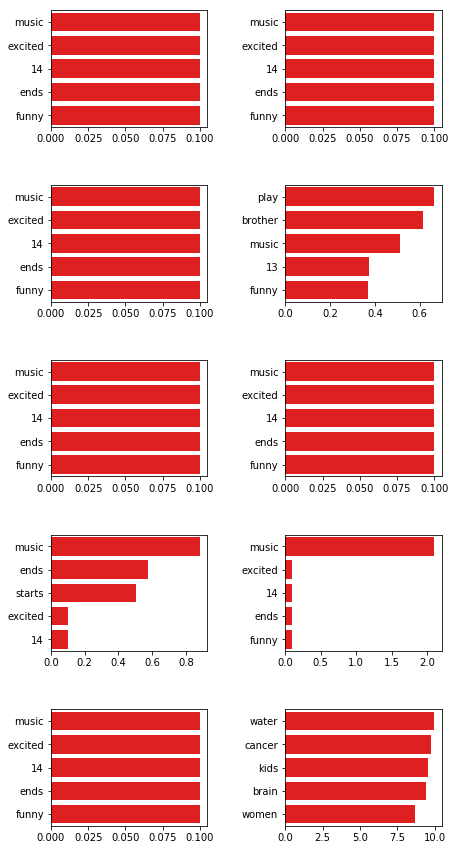 music
excited
14
ends
funny
0.000 0.025 0.050 0.075 0.100
music
excited
14
ends
funny
0.000 0.025 0.050 0.075 0.100
music
excited
14
ends
funny
0.000 0.025 0.050 0.075 0.100
play
brother
music
13
funny
0.0 0.2 0.4 0.6
music
excited
14
ends
funny
0.000 0.025 0.050 0.075 0.100
music
excited
14
ends
funny
0.000 0.025 0.050 0.075 0.100
music
ends
starts
excited
14
0.0 0.2 0.4 0.6 0.8
music
excited
14
ends
funny
0.0 0.5 1.0 1.5 2.0
music
excited
14
ends
funny
0.000 0.025 0.050 0.075 0.100
water
cancer
kids
brain
women
0.0 2.5 5.0 7.5 10.0